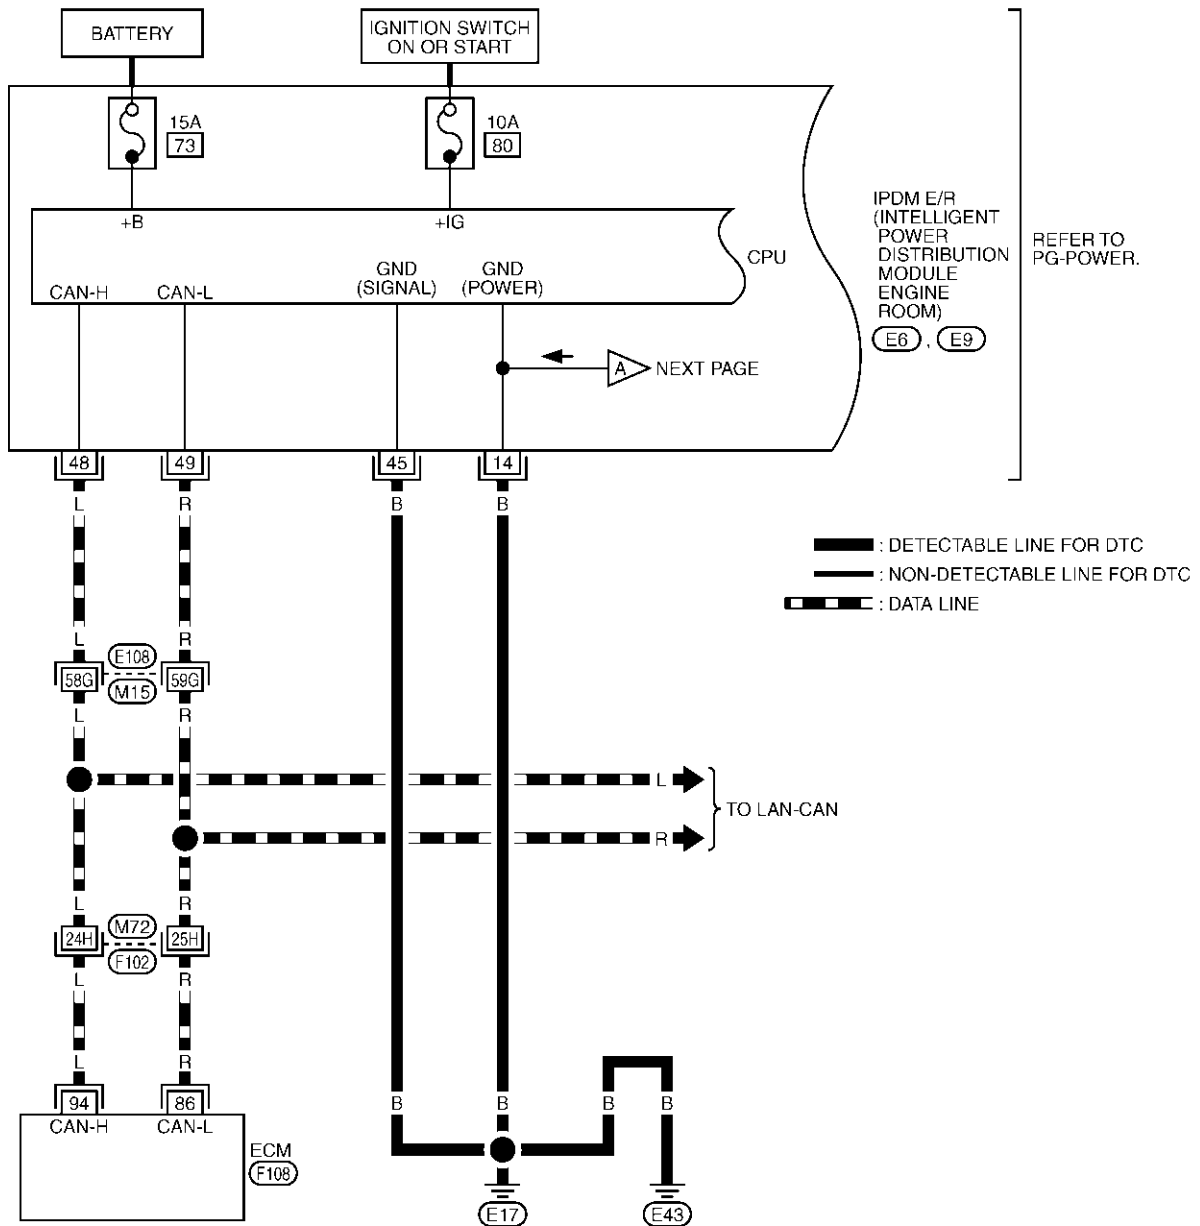 BATTERY
IGNITION SWITCH
ON OR START
15A
73
10A
80
+B
+IG
CPU
GND
(SIGNAL)
GND
(POWER)
CAN-H
CAN-L
A
NEXT PAGE
IPDM E/R
(INTELLIGENT
POWER
DISTRIBUTION
MODULE
ENGINE
ROOM)
E6 , E9
REFER TO
PG-POWER.
48
49
45
14
L
R
B
B
: DETECTABLE LINE FOR DTC
: NON-DETECTABLE LINE FOR DTC
: DATA LINE
L
R
58G
E108
M15
59G
L
R
L
R
TO LAN-CAN
L
R
24H
M72
F102
25H
L
R
L
R
94
86
CAN-H
CAN-L
ECM
F108
B
B
B
B
E17
E43